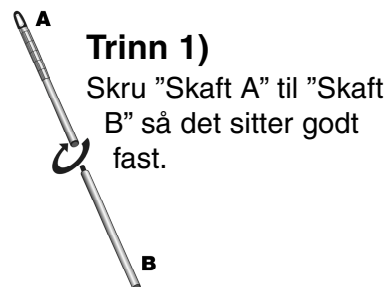 A
Trinn 1)
Skru ”Skaft A” til ”Skaft
B” så det sitter godt
fast.
B